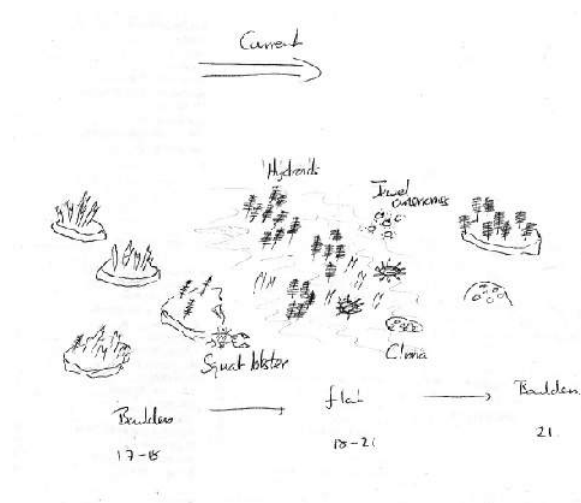 Current
Hydroids
Jewel
anemones
Squat lobster
Cliona
Boulders
flat
Boulders
17-18
18-21
21